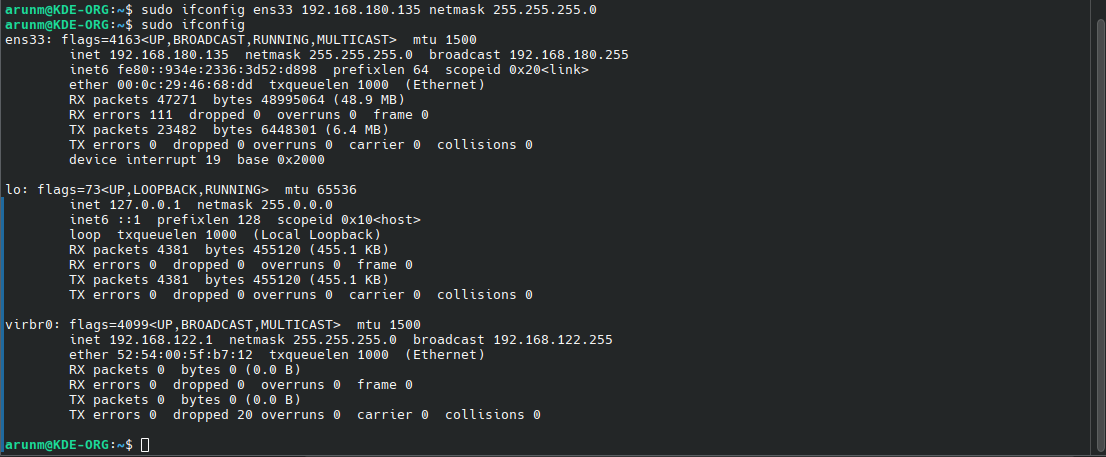 arunm@KDE-ORG:~$ sudo ifconfig ens33 192.168.180.135 netmask 255.255.255.0
arunm@KDE-ORG:~$ sudo ifconfig
ens33: flags=4163<UP,BROADCAST,RUNNING,MULTICAST>  mtu 1500
        inet 192.168.180.135  netmask 255.255.255.0  broadcast 192.168.180.255
        inet6 fe80::934e:2336:3d52:d898  prefixlen 64  scopeid 0x20<link>
        ether 00:0c:29:46:68:dd  txqueuelen 1000  (Ethernet)
        RX packets 47271  bytes 48995064 (48.9 MB)
        RX errors 111  dropped 0  overruns 0  frame 0
        TX packets 23482  bytes 6448301 (6.4 MB)
        TX errors 0  dropped 0 overruns 0  carrier 0  collisions 0
        device interrupt 19  base 0x2000
lo: flags=73<UP,LOOPBACK,RUNNING>  mtu 65536
        inet 127.0.0.1  netmask 255.0.0.0
        inet6 ::1  prefixlen 128  scopeid 0x10<host>
        loop  txqueuelen 1000  (Local Loopback)
        RX packets 4381  bytes 455120 (455.1 KB)
        RX errors 0  dropped 0  overruns 0  frame 0
        TX packets 4381  bytes 455120 (455.1 KB)
        TX errors 0  dropped 0 overruns 0  carrier 0  collisions 0
virbr0: flags=4099<UP,BROADCAST,MULTICAST>  mtu 1500
        inet 192.168.122.1  netmask 255.255.255.0  broadcast 192.168.122.255
        ether 52:54:00:5f:b7:12  txqueuelen 1000  (Ethernet)
        RX packets 0  bytes 0 (0.0 B)
        RX errors 0  dropped 0  overruns 0  frame 0
        TX packets 0  bytes 0 (0.0 B)
        TX errors 0  dropped 20 overruns 0  carrier 0  collisions 0
arunm@KDE-ORG:~$